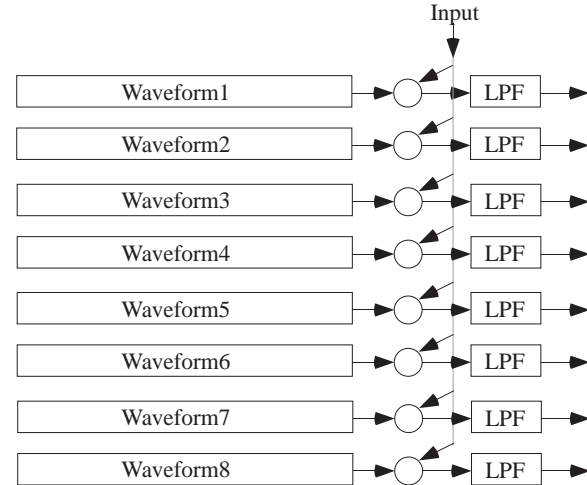 Input
Waveform1 LPF
Waveform2 LPF
Waveform3 LPF
Waveform4 LPF
Waveform5 LPF
Waveform6 LPF
Waveform7 LPF
Waveform8 LPF